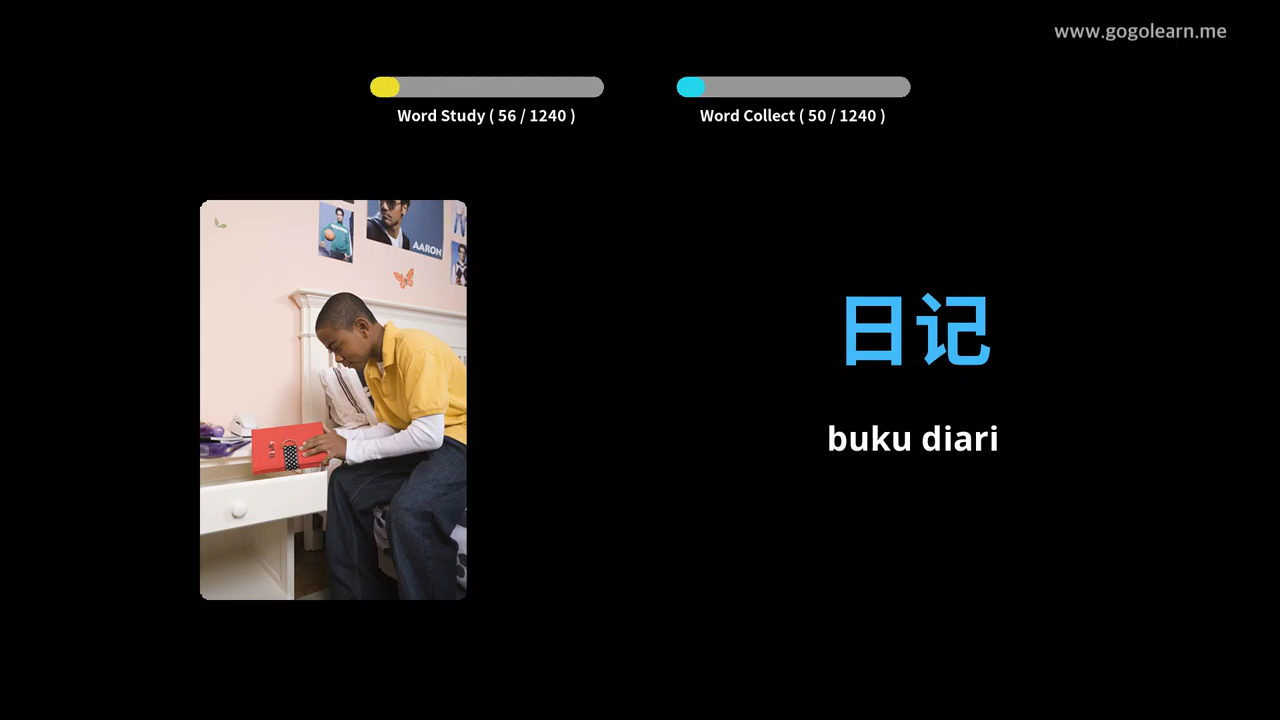 www.gogolearn.me
Word Study ( 56 / 1240 )
Word Collect ( 50 / 1240 )
AARON
日记
buku diari